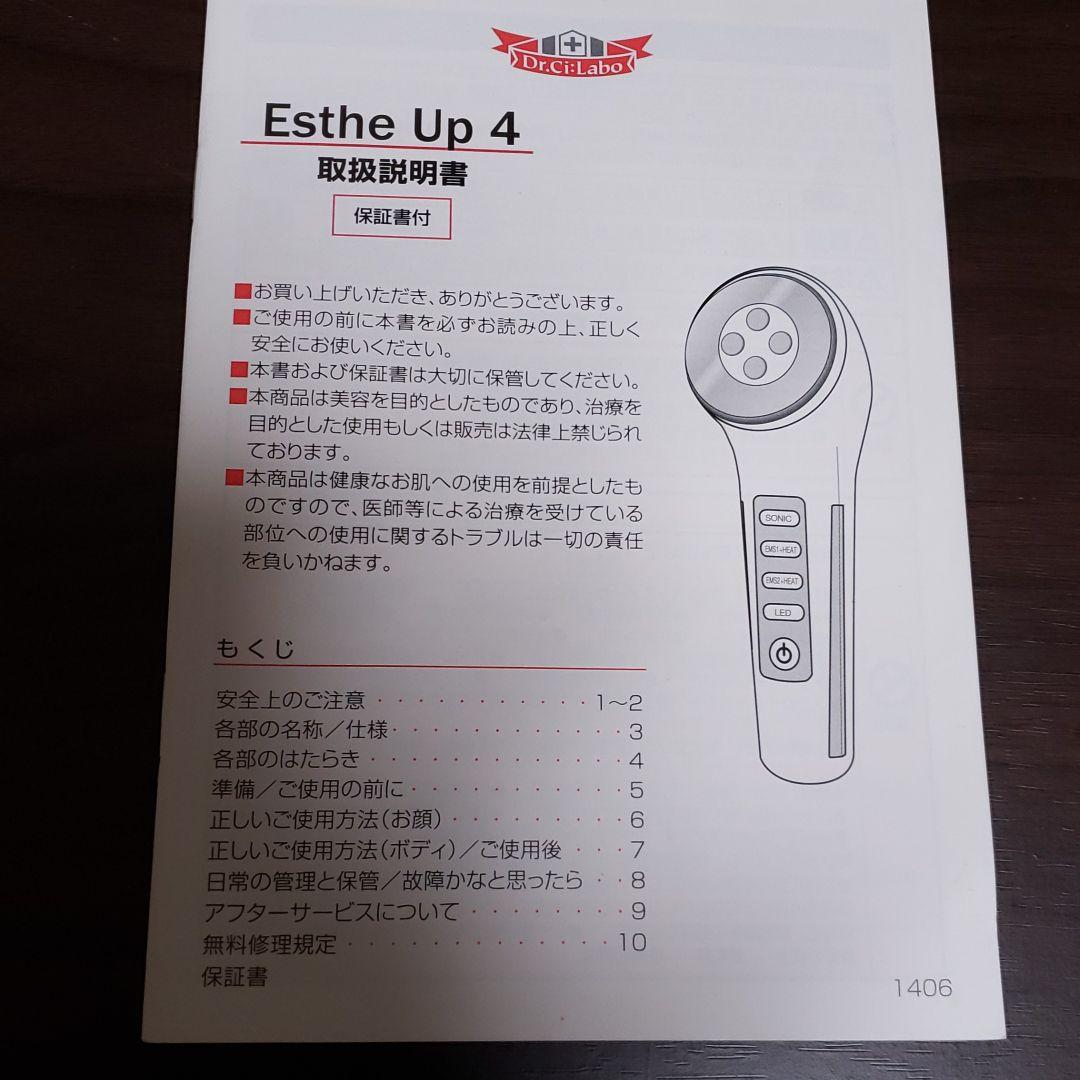 Dr.Ci:Labo
Esthe Up 4
取扱説明書
保証書付
■お買い上げいただき、ありがとうございます。
■ご使用の前に本書を必ずお読みの上、正しく
安全にお使いください。
■本書および保証書は大切に保管してください。
■本商品は美容を目的としたものであり、治療を
目的とした使用もしくは販売は法律上禁じられ
ております。
■本商品は健康なお肌への使用を前提としたも
のですので、医師等による治療を受けている
部位への使用に関するトラブルは一切の責任
を負いかねます。
SONIC
EMS1+HEAT
EMS2+HEAT
LED
もくじ
安全上のご注意・・・・・・・・・・・1～2
各部の名称／仕様・・・・・・・・・・・・3
各部のはたらき・・・・・・・・・・・・・4
準備／ご使用の前に・・・・・・・・・・・5
正しいご使用方法（お顔）・・・・・・・・・6
正しいご使用方法（ボディ）／ご使用後・・・7
日常の管理と保管／故障かなと思ったら・・8
アフターサービスについて・・・・・・・・9
無料修理規定・・・・・・・・・・・・・10
保証書
1406